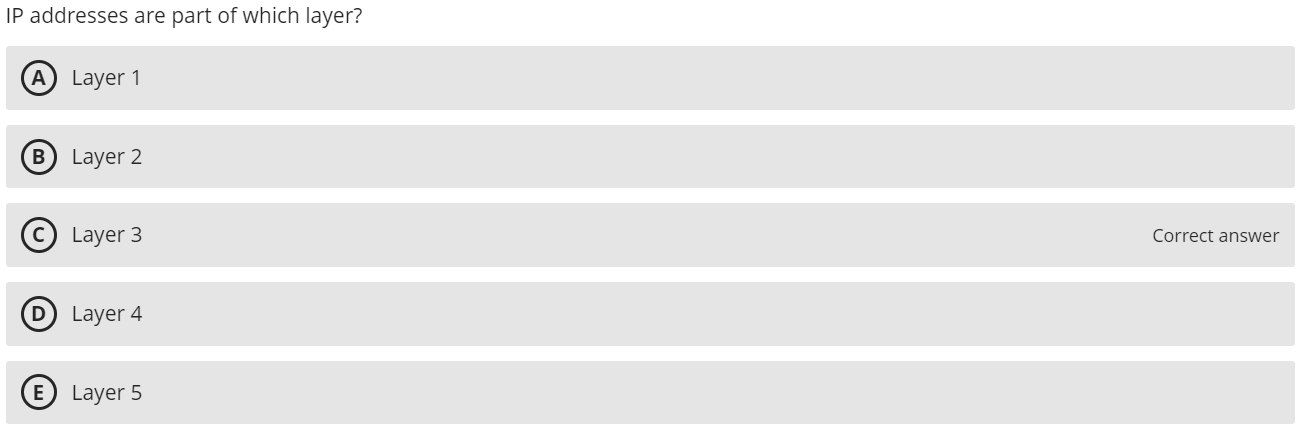 IP addresses are part of which layer?
A Layer 1
B Layer 2
C Layer 3 Correct answer
D Layer 4
E Layer 5